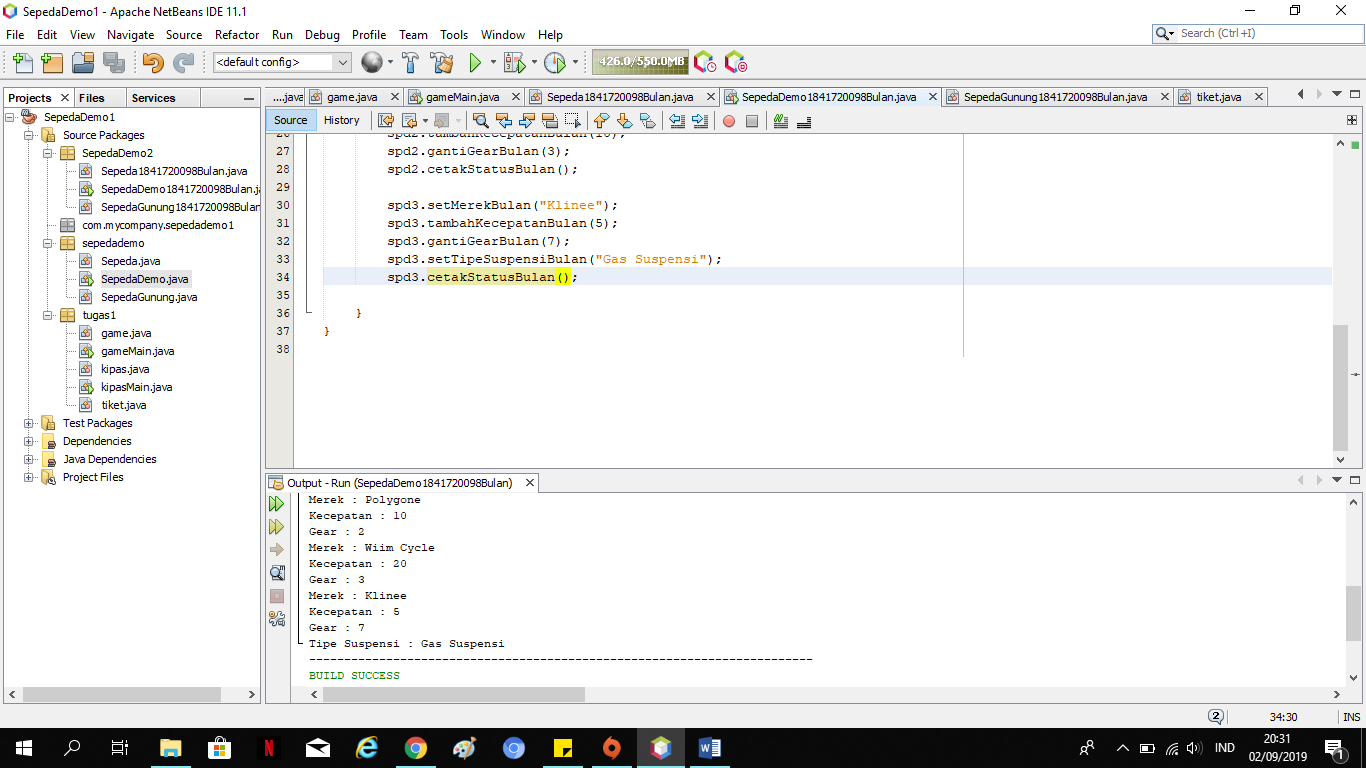 SepedaDemo1 - Apache NetBeans IDE 11.1
File Edit View Navigate Source Refactor Run Debug Profile Team Tools Window Help
Search (Ctrl+I)
<default config>
426.0/550.0MB
Projects Files Services
SepedaDemo1
Source Packages
SepedaDemo2
Sepeda1841720098Bulan.java
SepedaDemo1841720098Bulan.ja
SepedaGunung1841720098Bulan
com.mycompany.sepedademo1
sepedademo
Sepeda.java
SepedaDemo.java
SepedaGunung.java
tugas1
game.java
gameMain.java
kipas.java
kipasMain.java
tiket.java
Test Packages
Dependencies
Java Dependencies
Project Files
....java game.java gameMain.java Sepeda1841720098Bulan.java SepedaDemo1841720098Bulan.java SepedaGunung1841720098Bulan.java tiket.java
Source History
26 spd2.tambahKecepatanBulan(10);
27 spd2.gantiGearBulan(3);
28 spd2.cetakStatusBulan();
29
30 spd3.setMerekBulan("Klinee");
31 spd3.tambahKecepatanBulan(5);
32 spd3.gantiGearBulan(7);
33 spd3.setTipeSuspensiBulan("Gas Suspensi");
34 spd3.cetakStatusBulan();
35
36 }
37 }
38
Output - Run (SepedaDemo1841720098Bulan)
Merek : Polygone
Kecepatan : 10
Gear : 2
Merek : Wiim Cycle
Kecepatan : 20
Gear : 3
Merek : Klinee
Kecepatan : 5
Gear : 7
Tipe Suspensi : Gas Suspensi
------------------------------------------------------------------------
BUILD SUCCESS
2 34:30 INS
IND
20:31
02/09/2019
1